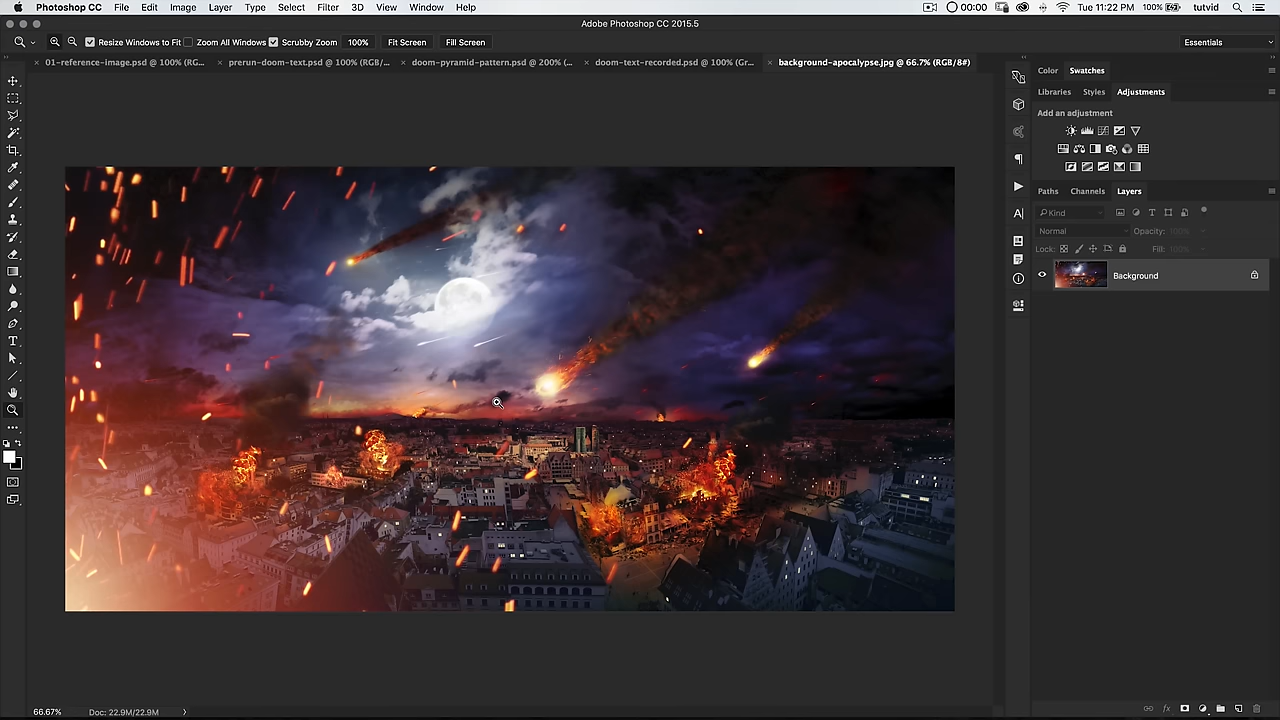 Photoshop CC File Edit Image Layer Type Select Filter 3D View Window Help 00:00 Tue 11:22 PM 100% tutvid
Adobe Photoshop CC 2015.5
Resize Windows to Fit Zoom All Windows Scrubby Zoom 100% Fit Screen Fill Screen Essentials
01-reference-image.psd @ 100% (RG... prerun-doom-text.psd @ 100% (RGB/... doom-pyramid-pattern.psd @ 200% (... doom-text-recorded.psd @ 100% (Gr... background-apocalypse.jpg @ 66.7% (RGB/8#)
Color Swatches
Libraries Styles Adjustments
Add an adjustment
Paths Channels Layers
Kind
Normal Opacity: 100%
Lock: Fill: 100%
Background
66.67% Doc: 22.9M/22.9M